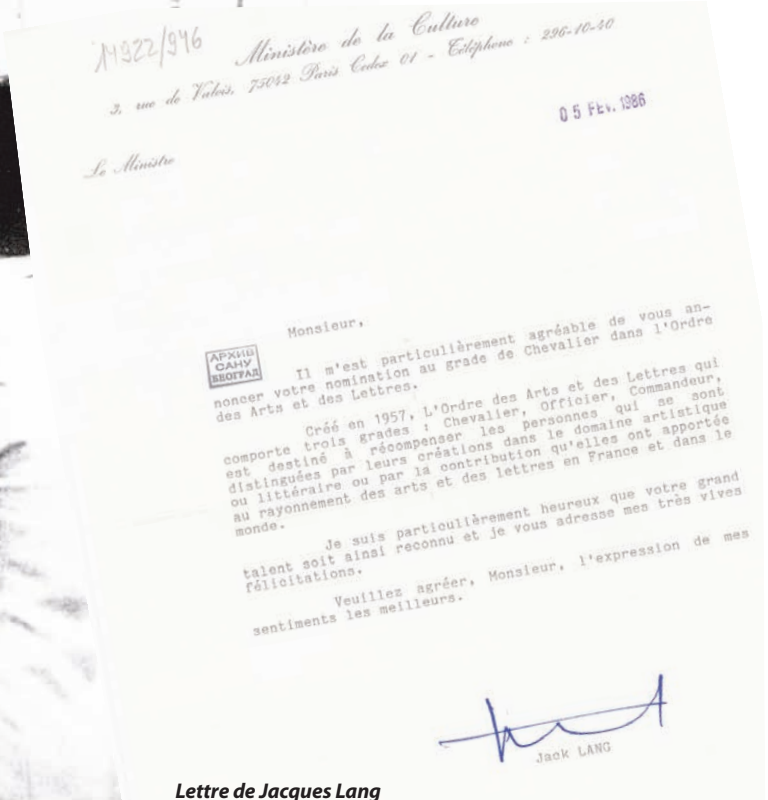 14922/946
Ministère de la Culture
3, rue de Valois, 75042 Paris Cedex 01 - Téléphone : 296-10-40
05 FEV. 1986
Le Ministre
Monsieur,
АРХИВ
САНУ
БЕОГРАД
Il m'est particulièrement agréable de vous an-
noncer votre nomination au grade de Chevalier dans l'Ordre
des Arts et des Lettres.
Créé en 1957, L'Ordre des Arts et des Lettres qui
comporte trois grades : Chevalier, Officier, Commandeur,
est destiné à récompenser les personnes qui se sont
distinguées par leurs créations dans le domaine artistique
ou littéraire ou par la contribution qu'elles ont apportée
au rayonnement des arts et des lettres en France et dans le
monde.
Je suis particulièrement heureux que votre grand
talent soit ainsi reconnu et je vous adresse mes très vives
félicitations.
Veuillez agréer, Monsieur, l'expression de mes
sentiments les meilleurs.
Jack LANG
Lettre de Jacques Lang